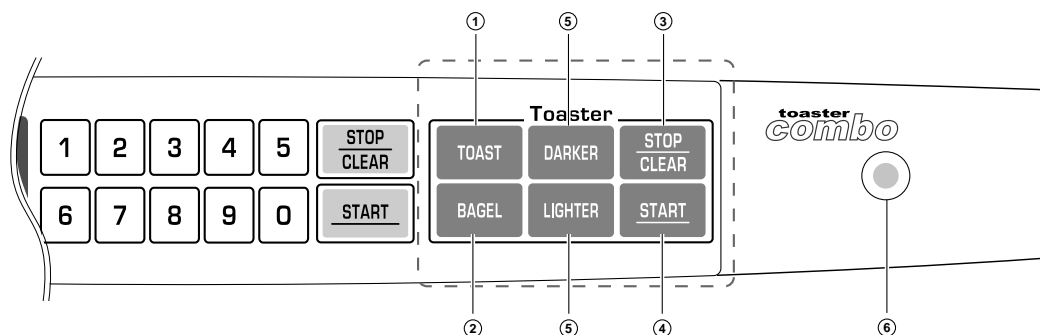 ① ⑤ ③
Toaster
toaster
combo
1 2 3 4 5 STOP TOAST DARKER STOP
CLEAR CLEAR
6 7 8 9 0 START BAGEL LIGHTER START
② ⑤ ④ ⑥